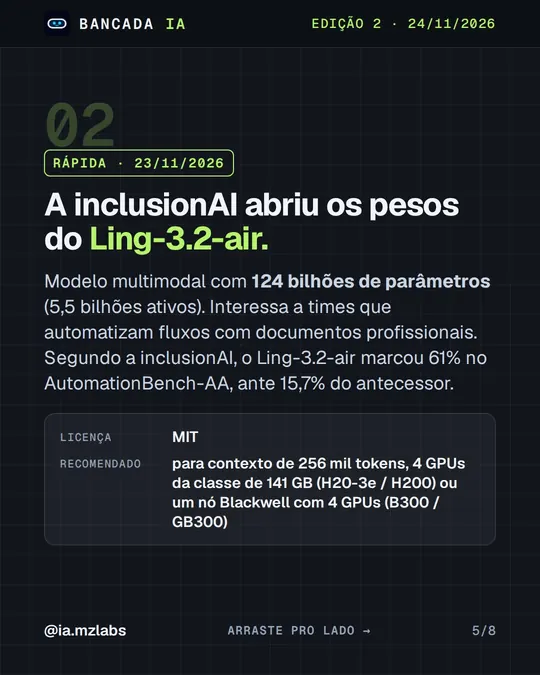 BANCADA IA
EDIÇÃO 2 · 24/11/2026
02
RÁPIDA · 23/11/2026
A inclusionAI abriu os pesos
do Ling-3.2-air.
Modelo multimodal com 124 bilhões de parâmetros
(5,5 bilhões ativos). Interessa a times que
automatizam fluxos com documentos profissionais.
Segundo a inclusionAI, o Ling-3.2-air marcou 61% no
AutomationBench-AA, ante 15,7% do antecessor.
LICENÇA MIT
RECOMENDADO para contexto de 256 mil tokens, 4 GPUs
da classe de 141 GB (H20-3e / H200) ou
um nó Blackwell com 4 GPUs (B300 /
GB300)
@ia.mzlabs
ARRASTE PRO LADO →
5/8